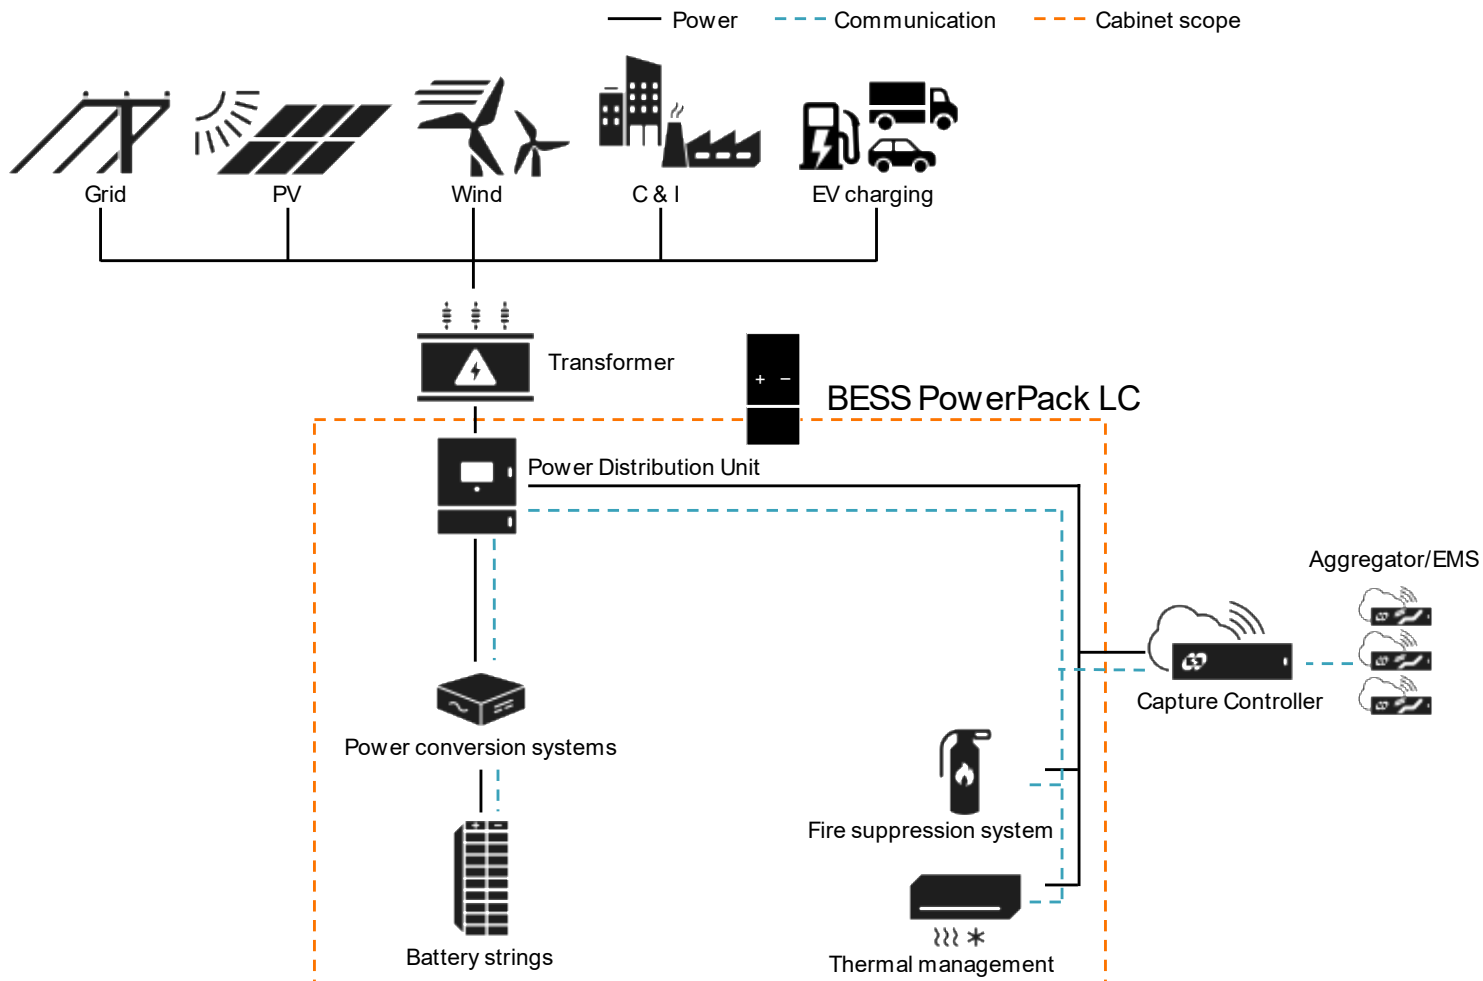 Power
Communication
Cabinet scope
Grid
PV
Wind
C & I
EV charging
Transformer
BESS PowerPack LC
Power Distribution Unit
Aggregator/EMS
Capture Controller
Power conversion systems
Fire suppression system
Battery strings
Thermal management